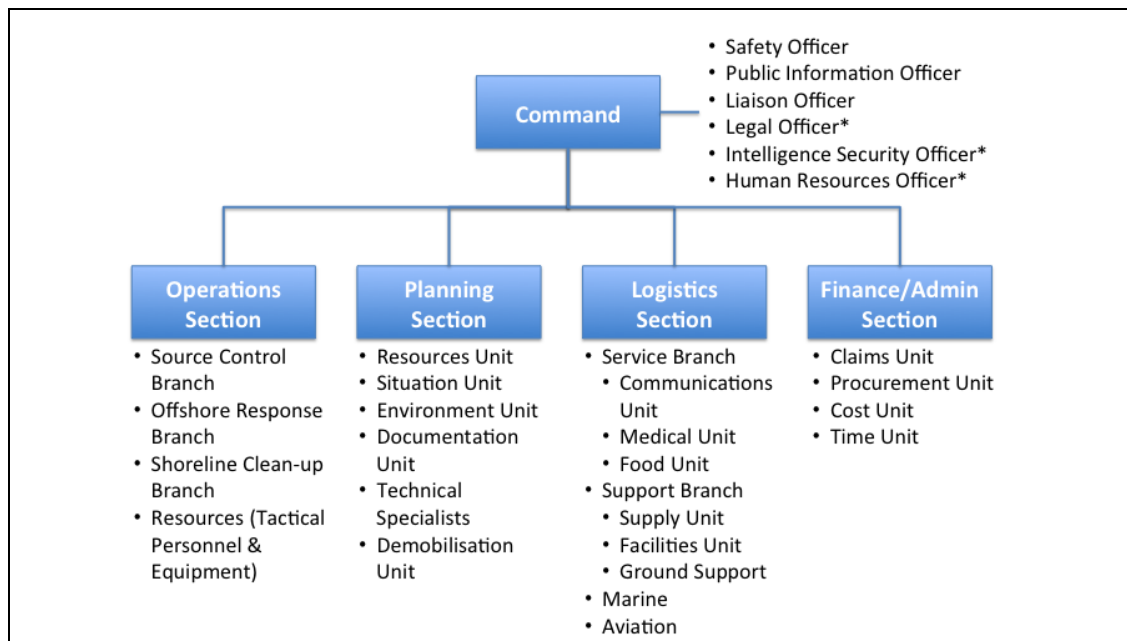 • Safety Officer
• Public Information Officer
• Liaison Officer
• Legal Officer*
• Intelligence Security Officer*
• Human Resources Officer*
Command
Operations
Section
• Source Control
Branch
• Offshore Response
Branch
• Shoreline Clean-up
Branch
• Resources (Tactical
Personnel &
Equipment)
Planning
Section
• Resources Unit
• Situation Unit
• Environment Unit
• Documentation
Unit
• Technical
Specialists
• Demobilisation
Unit
Logistics
Section
• Service Branch
• Communications
Unit
• Medical Unit
• Food Unit
• Support Branch
• Supply Unit
• Facilities Unit
• Ground Support
• Marine
• Aviation
Finance/Admin
Section
• Claims Unit
• Procurement Unit
• Cost Unit
• Time Unit